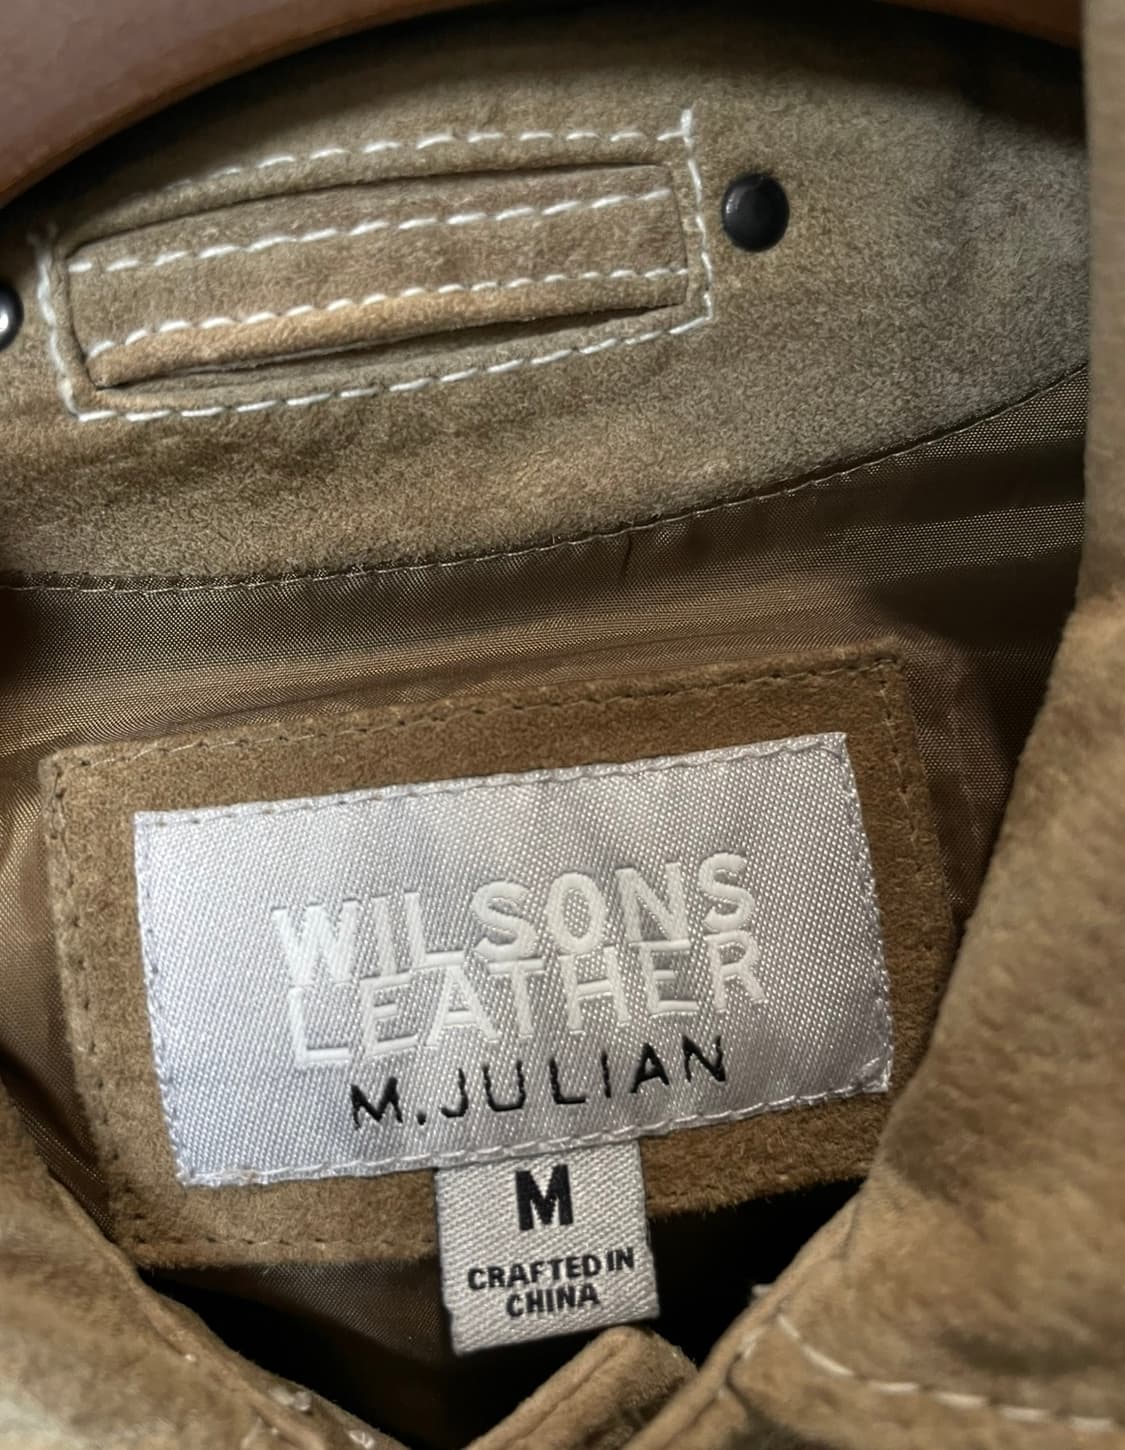 WILSONS
LEATHER
M.JULIAN
M
CRAFTED IN
CHINA